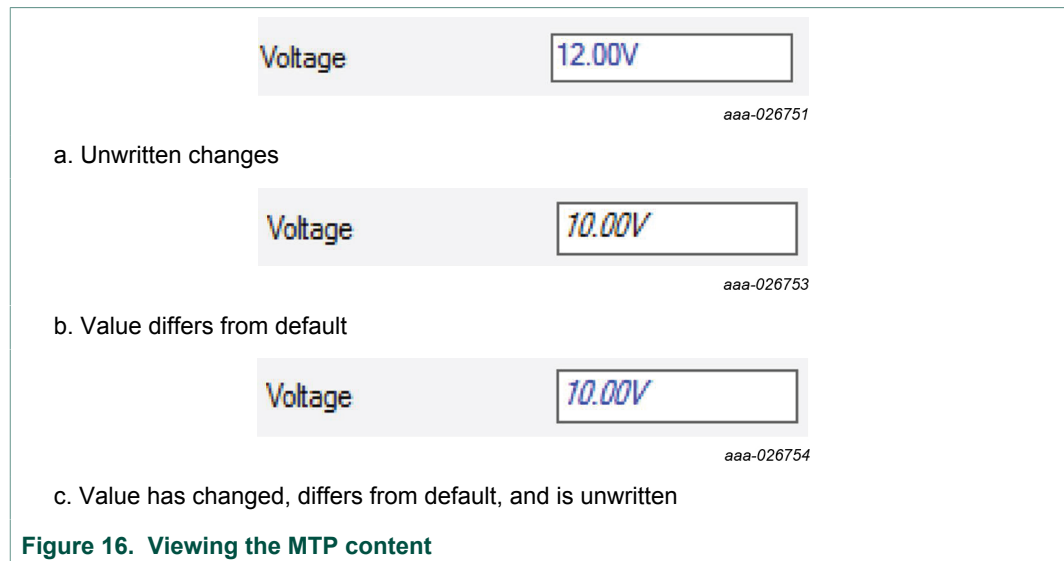 Voltage 12.00V
aaa-026751
a. Unwritten changes
Voltage 10.00V
aaa-026753
b. Value differs from default
Voltage 10.00V
aaa-026754
c. Value has changed, differs from default, and is unwritten
Figure 16. Viewing the MTP content